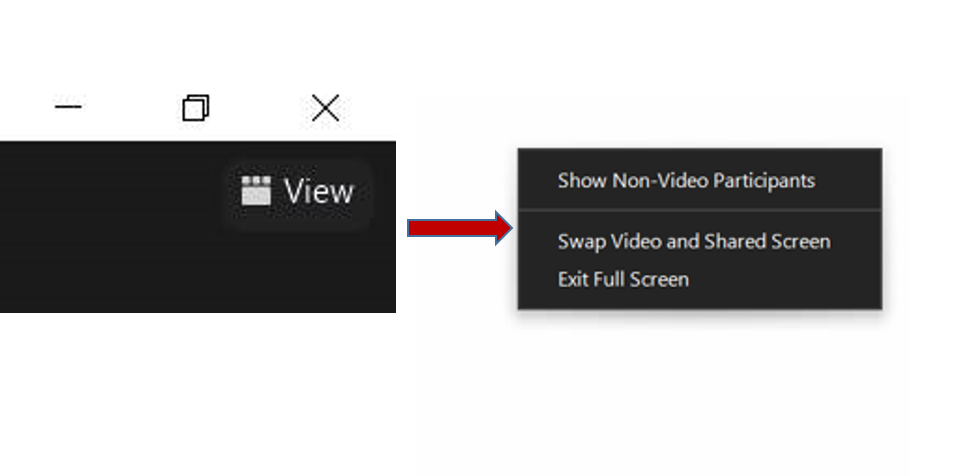 View
Show Non-Video Participants
Swap Video and Shared Screen
Exit Full Screen